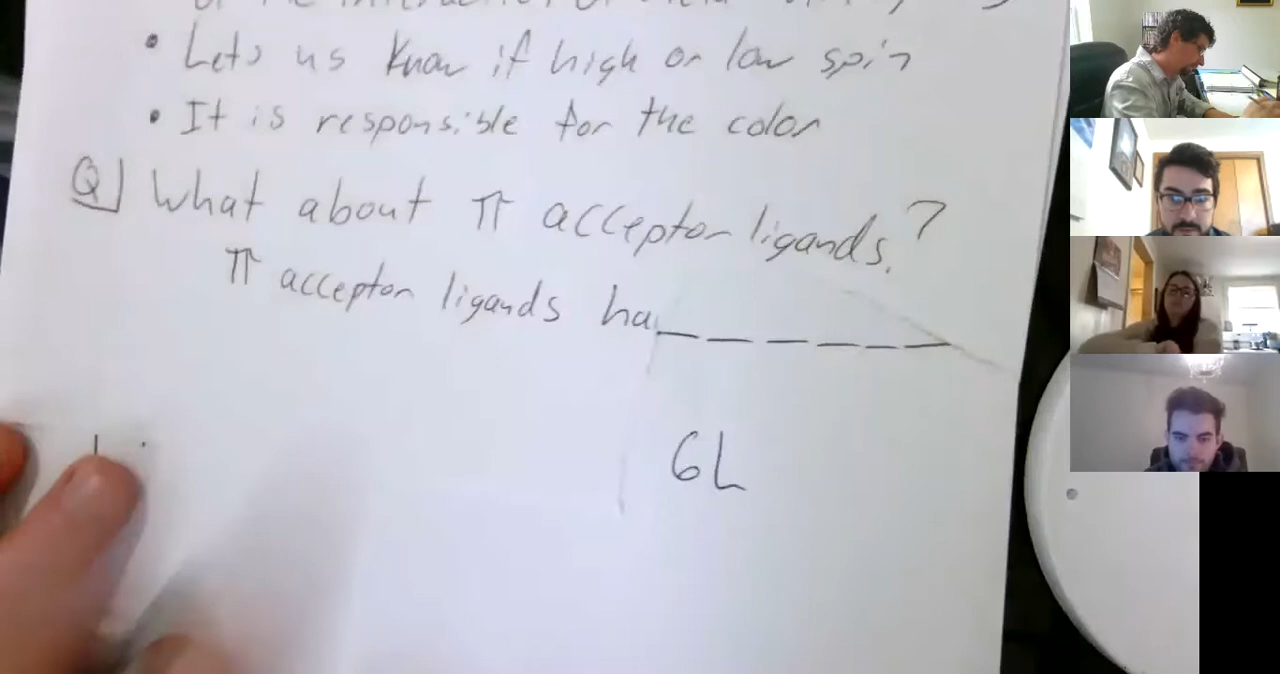 • Lets us know if high or low spin
• It is responsible for the color
Q] What about π acceptor ligands?
π acceptor ligands ha
6L